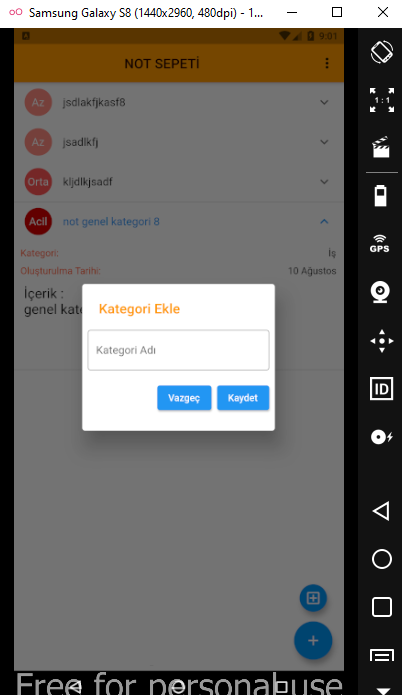 Samsung Galaxy S8 (1440x2960, 480dpi) - 1...
9:01
NOT SEPETİ
Az jsdlakfjkasf8
Az jsadlkfj
Orta kljdlkjsadf
Acil not genel kategori 8
Kategori: İş
Oluşturulma Tarihi: 10 Ağustos
İçerik :
genel kate
Kategori Ekle
Kategori Adı
Vazgeç Kaydet
Free for personal use
1:1
GPS
ID